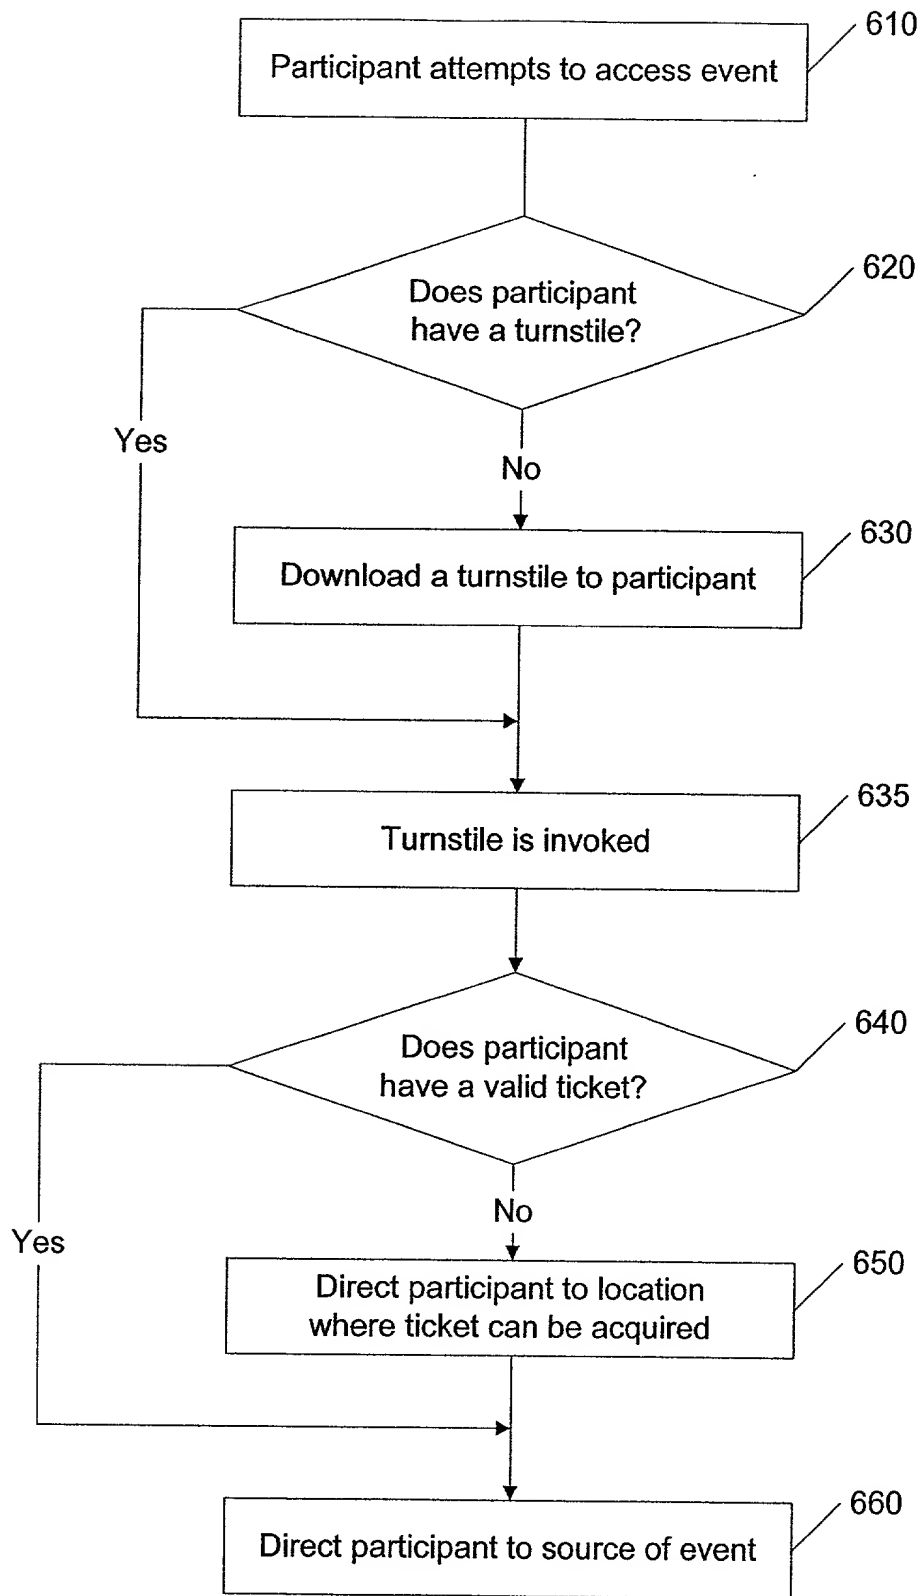 610
Participant attempts to access event
620
Does participant
have a turnstile?
Yes
No
630
Download a turnstile to participant
635
Turnstile is invoked
640
Does participant
have a valid ticket?
No
Yes
650
Direct participant to location
where ticket can be acquired
660
Direct participant to source of event